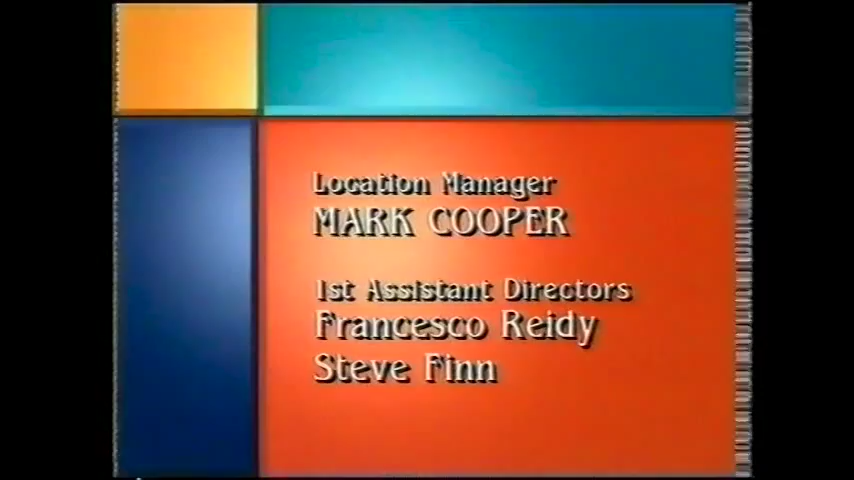 Location Manager
MARK COOPER
1st Assistant Directors
Francesco Reidy
Steve Finn